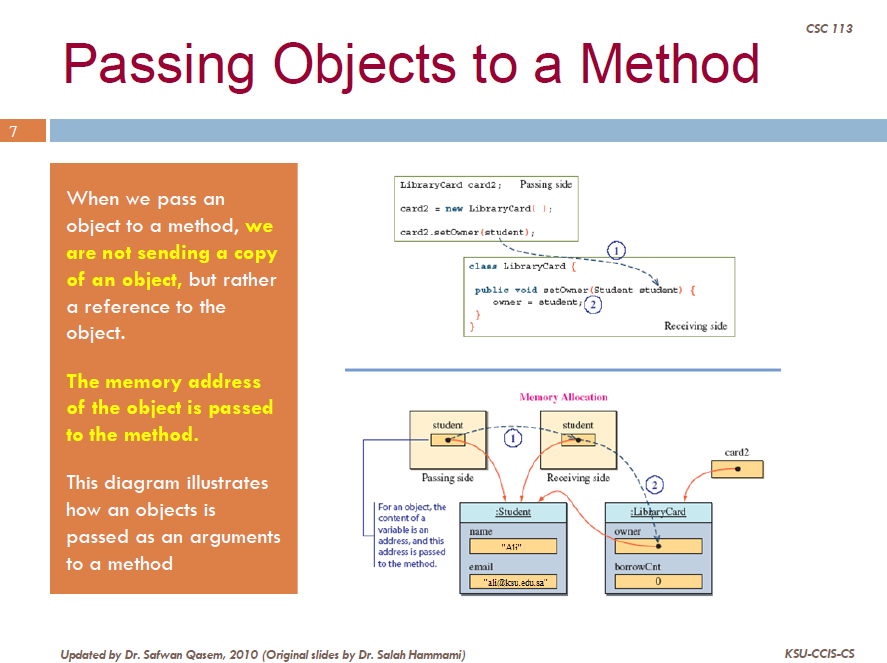 CSC 113
Passing Objects to a Method
7
When we pass an
object to a method, we
are not sending a copy
of an object, but rather
a reference to the
object.
The memory address
of the object is passed
to the method.
This diagram illustrates
how an objects is
passed as an arguments
to a method
LibraryCard card2; Passing side
card2 = new LibraryCard( );
card2.setOwner(student);
1
class LibraryCard {
public void setOwner(Student student) {
owner = student; 2
}
}
Receiving side
Memory Allocation
student
student
1
Passing side
Receiving side
card2
2
For an object, the
content of a
variable is an
address, and this
address is passed
to the method.
:Student
name
"Ali"
email
"ali@ksu.edu.sa"
:LibraryCard
owner
borrowCnt
0
Updated by Dr. Safwan Qasem, 2010 (Original slides by Dr. Salah Hammami)
KSU-CCIS-CS